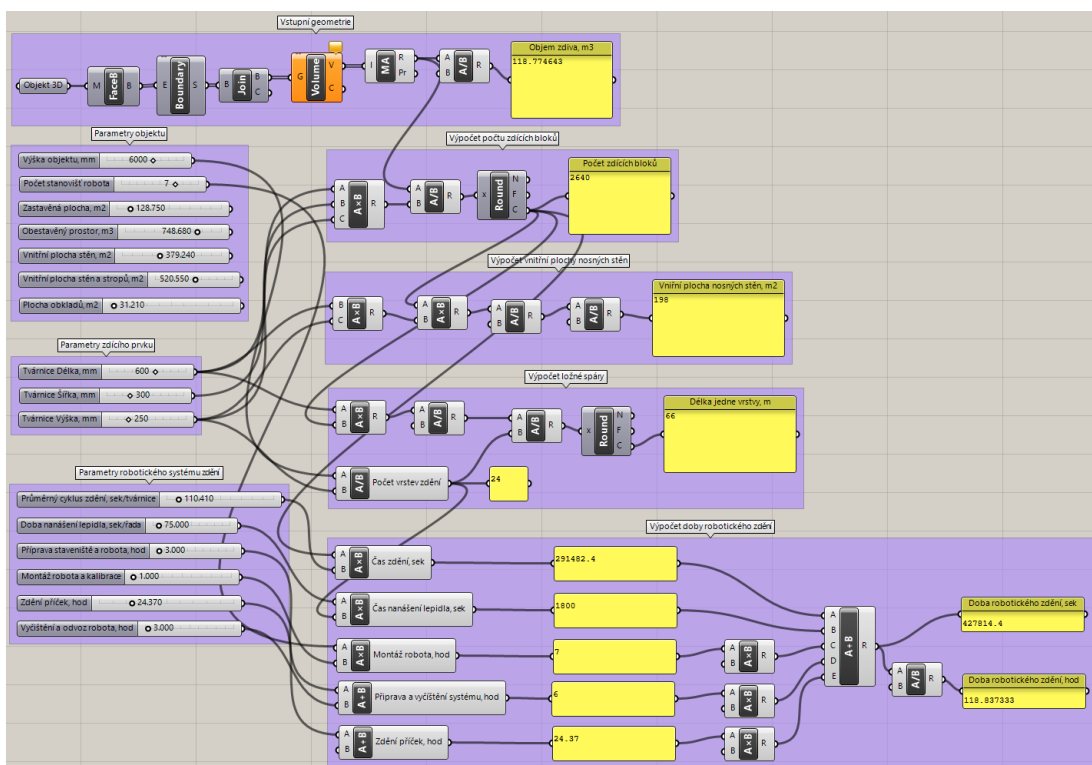 Vstupní geometrie
Objekt 3D
M FaceB B
E Boundary S
B Join B C
G Volume V C
I MA R Pr
A B A/B R
Objem zdiva, m3
118.774643
Parametry objektu
Výška objektu, mm 6000
Počet stanovišť robota 7
Zastavěná plocha, m2 128.750
Obestavěný prostor, m3 748.680
Vnitřní plocha stěn, m2 379.240
Vnitřní plocha stěn a stropů, m2 520.550
Plocha obkladů, m2 31.210
Výpočet počtu zdících bloků
A B C A×B R
A B A/B R
x Round N F C
Počet zdících bloků
2640
Výpočet vnitřní plochy nosných stěn
B C A×B R
A B A×B R
A B A/B R
A B A/B R
Vniřní plocha nosných stěn, m2
198
Parametry zdícího prvku
Tvárnice Délka, mm 600
Tvárnice Šířka, mm 300
Tvárnice Výška, mm 250
Výpočet ložné spáry
A B A×B R
A B A/B R
A B A/B R
x Round N F C
Délka jedne vrstvy, m
66
A B A/B Počet vrstev zdění
24
Parametry robotického systému zdění
Průměrný cyklus zdění, sek/tvárnice 110.410
Doba nanášení lepidla, sek/řada 75.000
Příprava staveniště a robota, hod 3.000
Montáž robota a kalibrace 1.000
Zdění příček, hod 24.370
Vyčíštění a odvoz robota, hod 3.000
Výpočet doby robotického zdění
A B A×B Čas zdění, sek
291482.4
A B A×B Čas nanášení lepidla, sek
1800
A B A×B Montáž robota, hod
7
A B A×B R
A B A+B Příprava a vyčíštění systému, hod
6
A B A×B R
A B A+B Zdění příček, hod
24.37
A B A×B R
A B C D E A+B R
Doba robotického zdění, sek
427814.4
A B A/B R
Doba robotického zdění, hod
118.837333